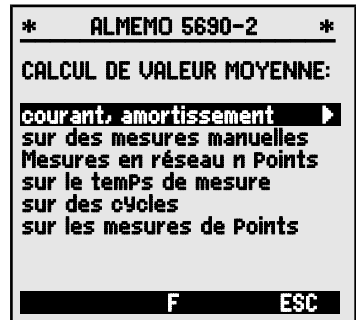 * ALMEMO 5690-2 *
CALCUL DE VALEUR MOYENNE:
courant, amortissement ▶
sur des mesures manuelles
Mesures en réseau n Points
sur le temPs de mesure
sur des cYcles
sur les mesures de Points
F ESC